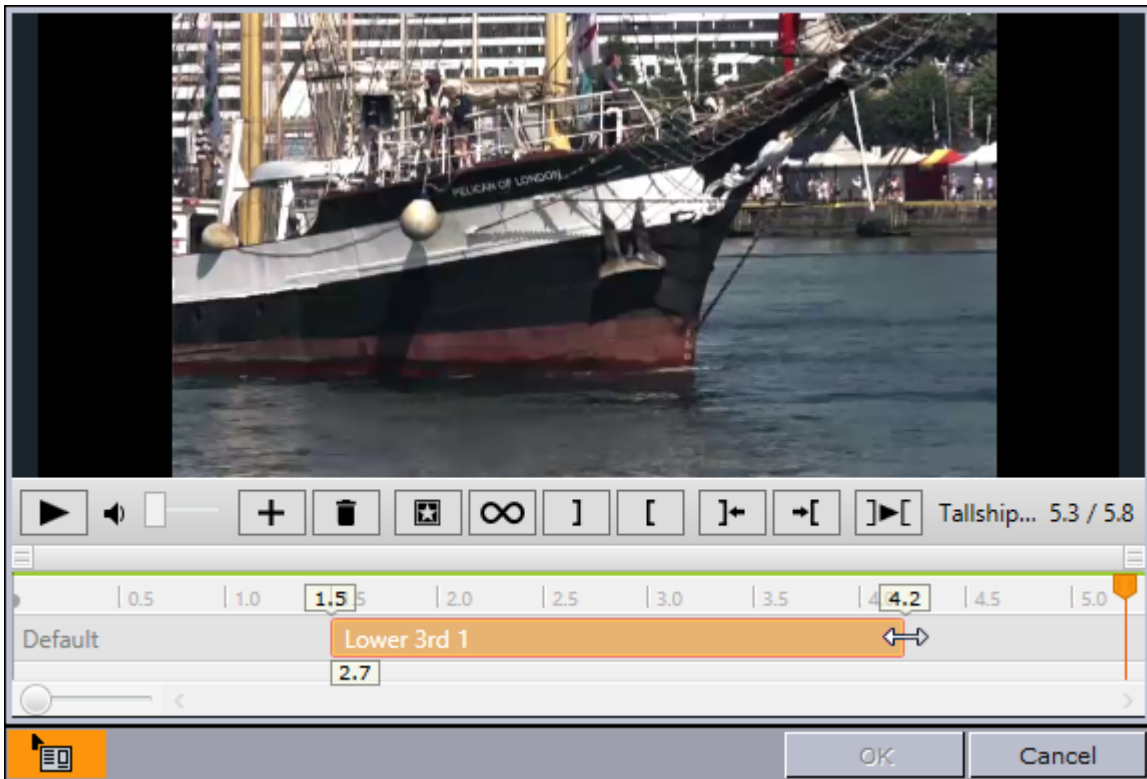 PELICAN OF LONDON
] [ ]← →[ ]►[ Tallship... 5.3 / 5.8
0.5 1.0 1.5 2.0 2.5 3.0 3.5 4.2 4.5 5.0
Default Lower 3rd 1
2.7
OK Cancel